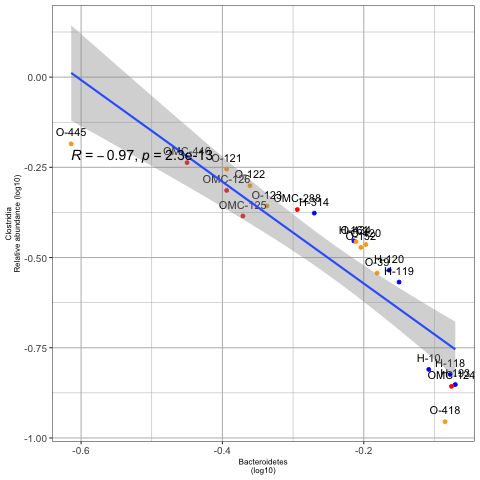 0.00
O-445
R = −0.97, p = 2.3e-13
OMC-446
O-121
-0.25
O-122
OMC-126
O-123
OMC-288
OMC-125
H-314
O-132
-0.50
O-39
H-120
H-119
-0.75
H-10
H-118
OMC-124
O-418
-1.00
-0.6
-0.4
-0.2
Bacteroidetes
(log10)
Clostridia
Relative abundance (log10)